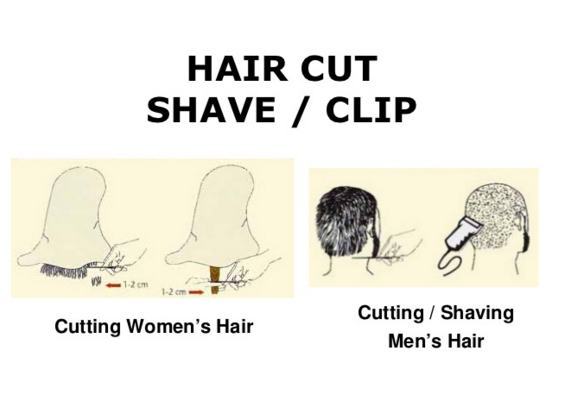 HAIR CUT
SHAVE / CLIP
1-2 cm
1-2 cm
Cutting Women's Hair
Cutting / Shaving
Men's Hair